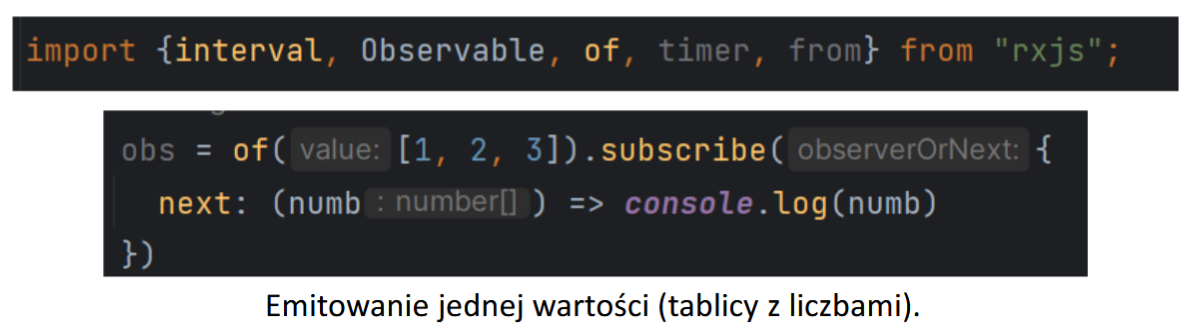 import {interval, Observable, of, timer, from} from "rxjs";
obs = of( value: [1, 2, 3]).subscribe( observerOrNext: {
next: (numb : number[] ) => console.log(numb)
})
Emitowanie jednej wartości (tablicy z liczbami).